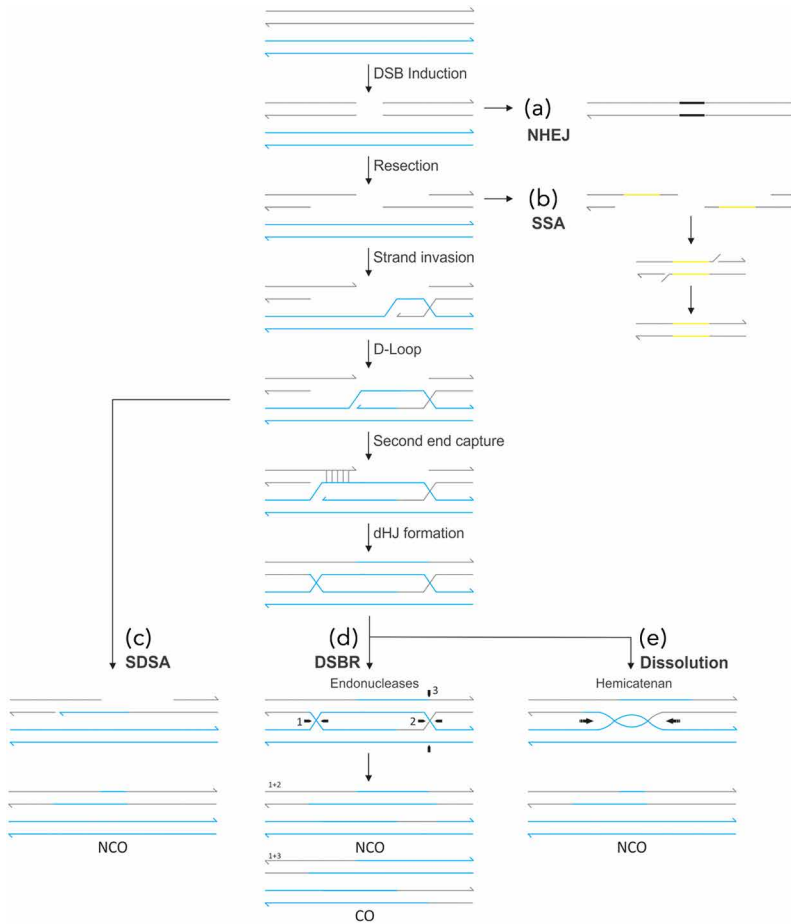 DSB Induction
(a)
NHEJ
Resection
(b)
SSA
Strand invasion
D-Loop
Second end capture
dHJ formation
(c)
SDSA
(d)
DSBR
(e)
Dissolution
Endonucleases
Hemicatenan
3
1
2
1+2
NCO
NCO
NCO
1+3
CO